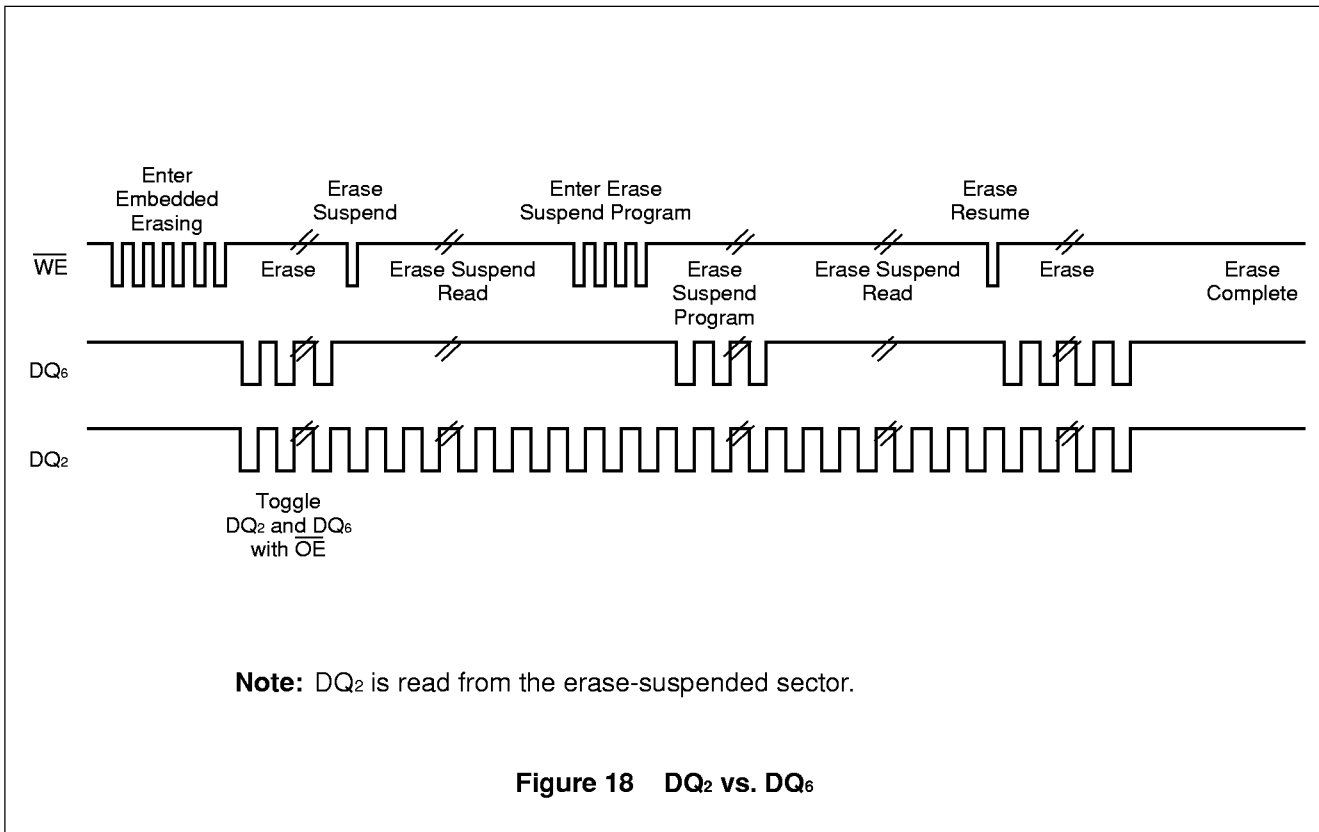 Enter
Embedded
Erasing
Erase
Suspend
Enter Erase
Suspend Program
Erase
Resume
WE
Erase
Erase Suspend
Read
Erase
Suspend
Program
Erase Suspend
Read
Erase
Erase
Complete
DQ6
DQ2
Toggle
DQ2 and DQ6
with OE
Note: DQ2 is read from the erase-suspended sector.
Figure 18 DQ2 vs. DQ6